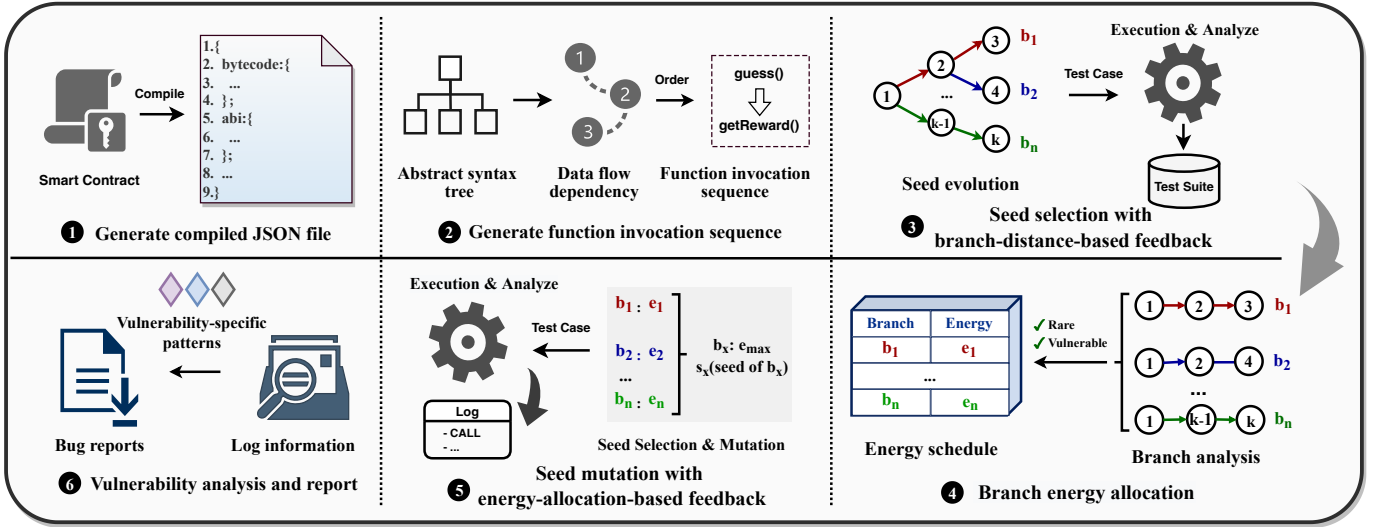 1.{
2. bytecode:{
3. ...
4. };
5. abi:{
6. ...
7. };
8. ...
9.}
Compile
Smart Contract
1 Generate compiled JSON file
1
2
3
Order
guess()
getReward()
Abstract syntax
tree
Data flow
dependency
Function invocation
sequence
2 Generate function invocation sequence
1
2
3
b1
...
4
b2
k-1
k
bn
Seed evolution
Test Case
Execution & Analyze
Test Suite
3 Seed selection with
branch-distance-based feedback
1 2 3 b1
1 2 4 b2
...
1 k-1 k bn
Branch analysis
✓ Rare
✓ Vulnerable
Branch Energy
b1 e1
...
bn en
Energy schedule
4 Branch energy allocation
b1 : e1
b2 : e2
...
bn : en
bx: emax
sx(seed of bx)
Seed Selection & Mutation
Test Case
Execution & Analyze
Log
- CALL
- ...
5 Seed mutation with
energy-allocation-based feedback
Vulnerability-specific
patterns
Bug reports
Log information
6 Vulnerability analysis and report